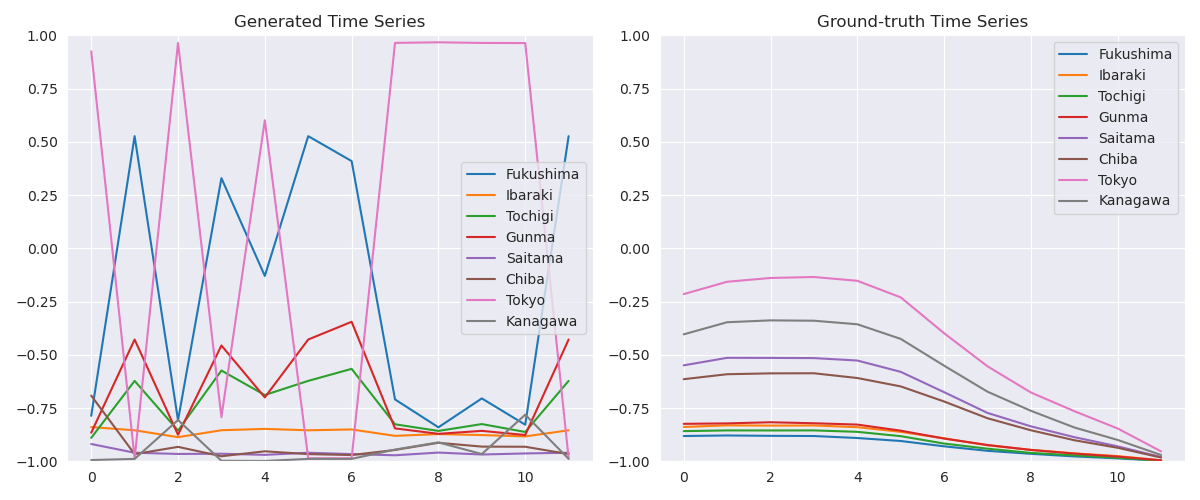 Generated Time Series
1.00
0.75
0.50
0.25
0.00
−0.25
−0.50
−0.75
−1.00
0 2 4 6 8 10
Fukushima
Ibaraki
Tochigi
Gunma
Saitama
Chiba
Tokyo
Kanagawa
Ground-truth Time Series
1.00
0.75
0.50
0.25
0.00
−0.25
−0.50
−0.75
−1.00
0 2 4 6 8 10
Fukushima
Ibaraki
Tochigi
Gunma
Saitama
Chiba
Tokyo
Kanagawa